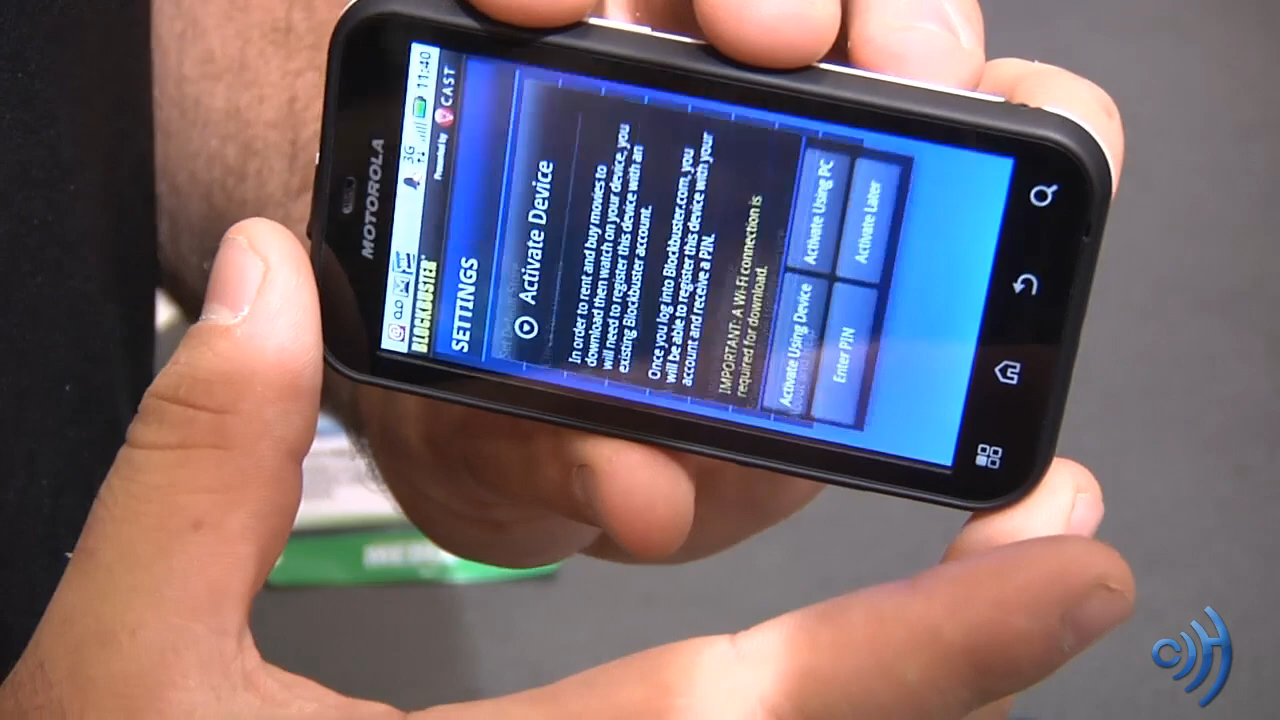 MOTOROLA
3G 11:40
BLOCKBUSTER
Presented by V CAST
SETTINGS
Activate Device
In order to rent and buy movies to
download then watch on your device, you
will need to register this device with an
existing Blockbuster account.
Once you log into Blockbuster.com, you
will be able to register this device with your
account and receive a PIN.
IMPORTANT: A Wi-Fi connection is
required for download.
Activate Using Device
Activate Using PC
Enter PIN
Activate Later